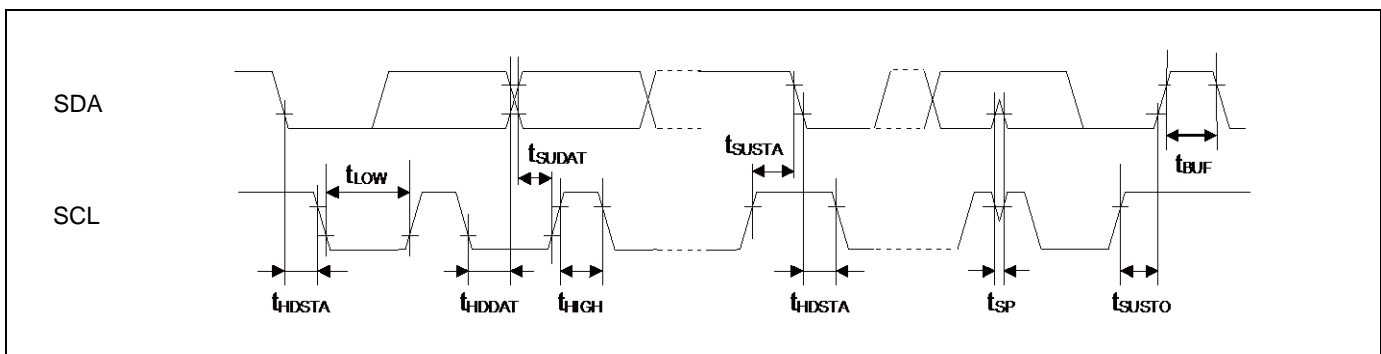 SDA
tSUDAT
tSUSTA
tLOW
tBUF
SCL
tHDSTA
tHDDAT
tHIGH
tHDSTA
tSP
tSUSTO